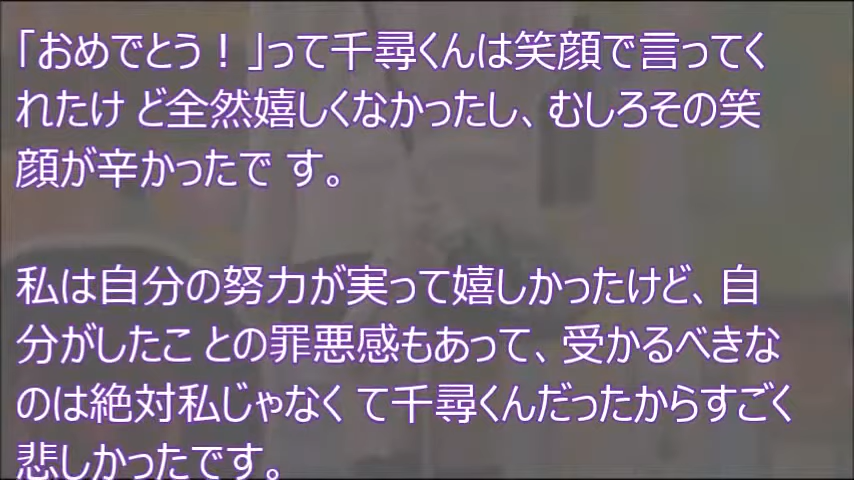 「おめでとう！」って千尋くんは笑顔で言ってく
れたけ ど全然嬉しくなかったし、むしろその笑
顔が辛かったで す。
私は自分の努力が実って嬉しかったけど、自
分がしたこ との罪悪感もあって、受かるべきな
のは絶対私じゃなく て千尋くんだったからすごく
悲しかったです。